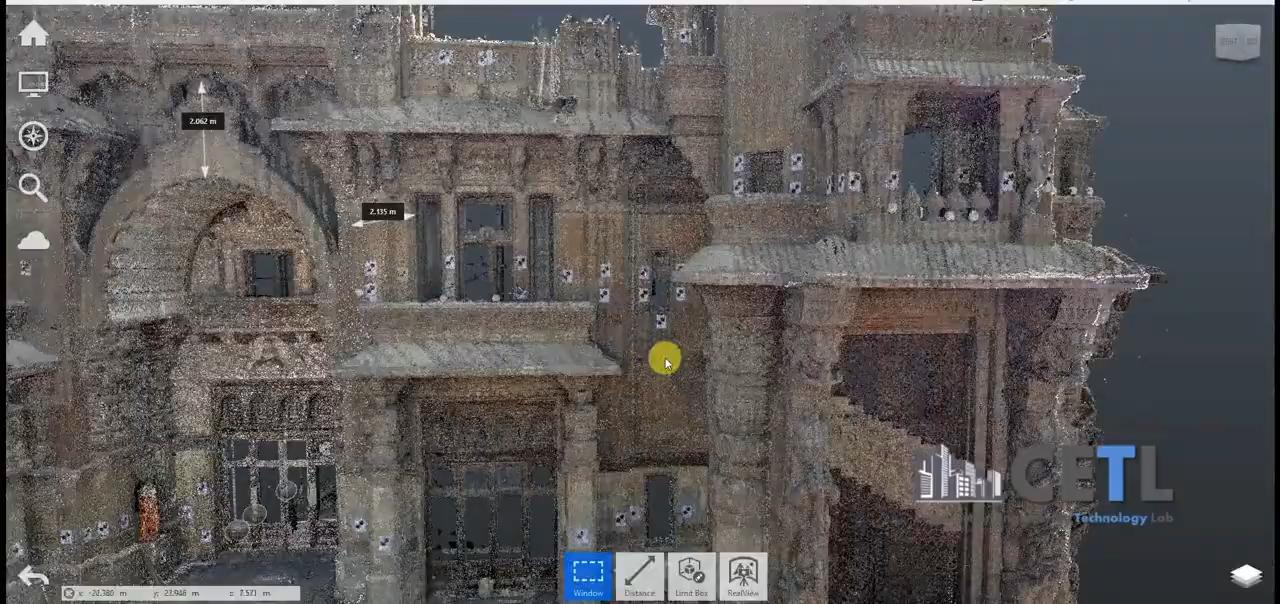 2.062 m
2.135 m
CETL
Technology Lab
Window
Distance
Limit Box
RealView